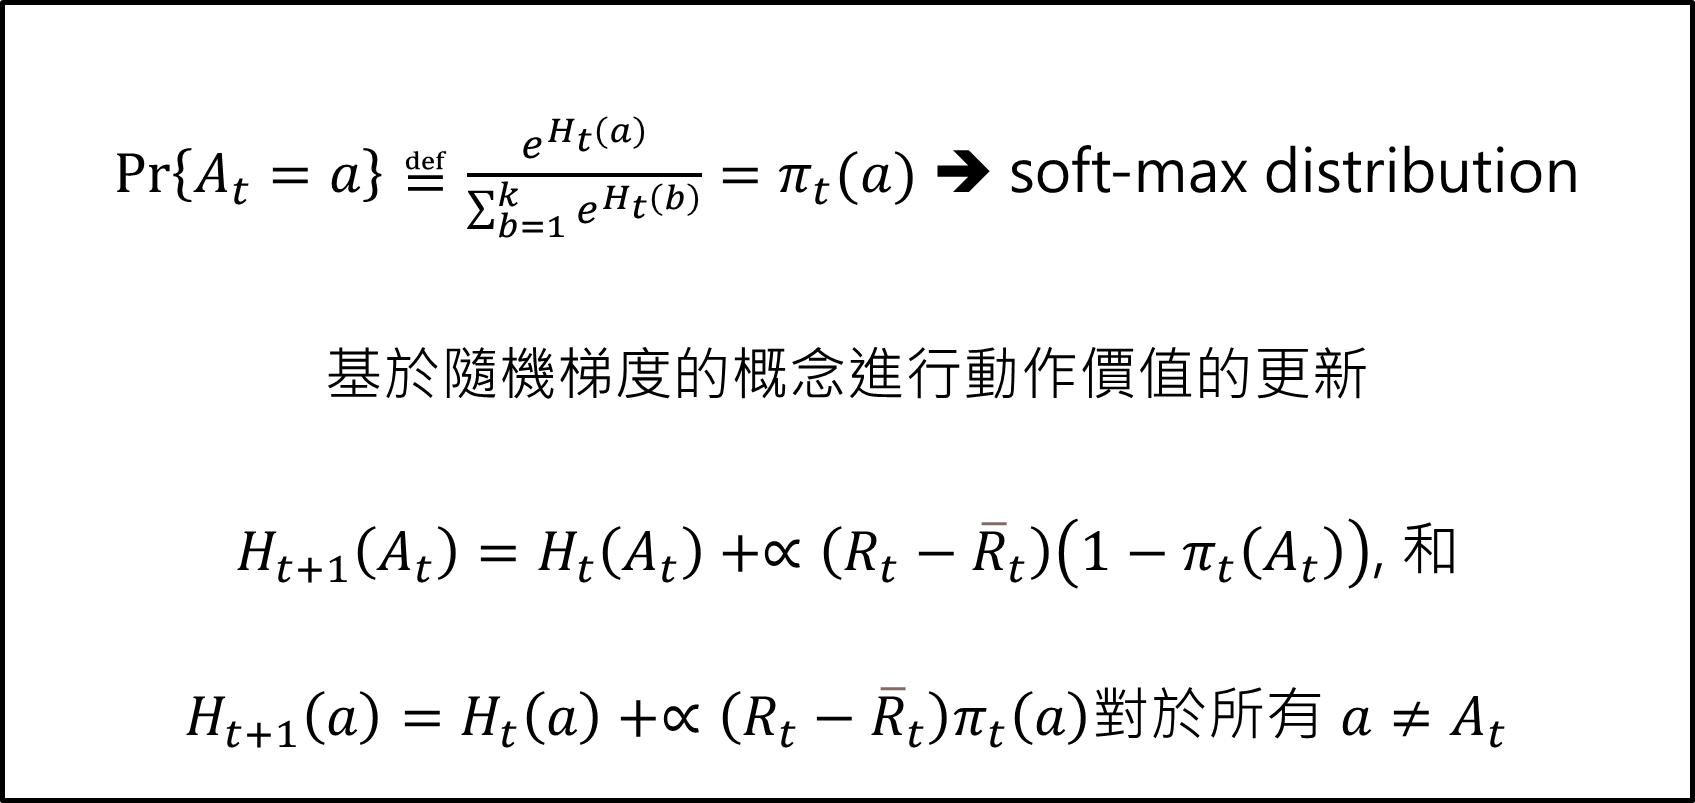 Pr{A_t = a} ≝ e^{H_t(a)} / ∑_{b=1}^{k} e^{H_t(b)} = π_t(a) 🡺 soft-max distribution
基於隨機梯度的概念進行動作價值的更新
H_{t+1}(A_t) = H_t(A_t) +∝ (R_t − R̅_t)(1 − π_t(A_t)), 和
H_{t+1}(a) = H_t(a) +∝ (R_t − R̅_t)π_t(a)對於所有 a ≠ A_t